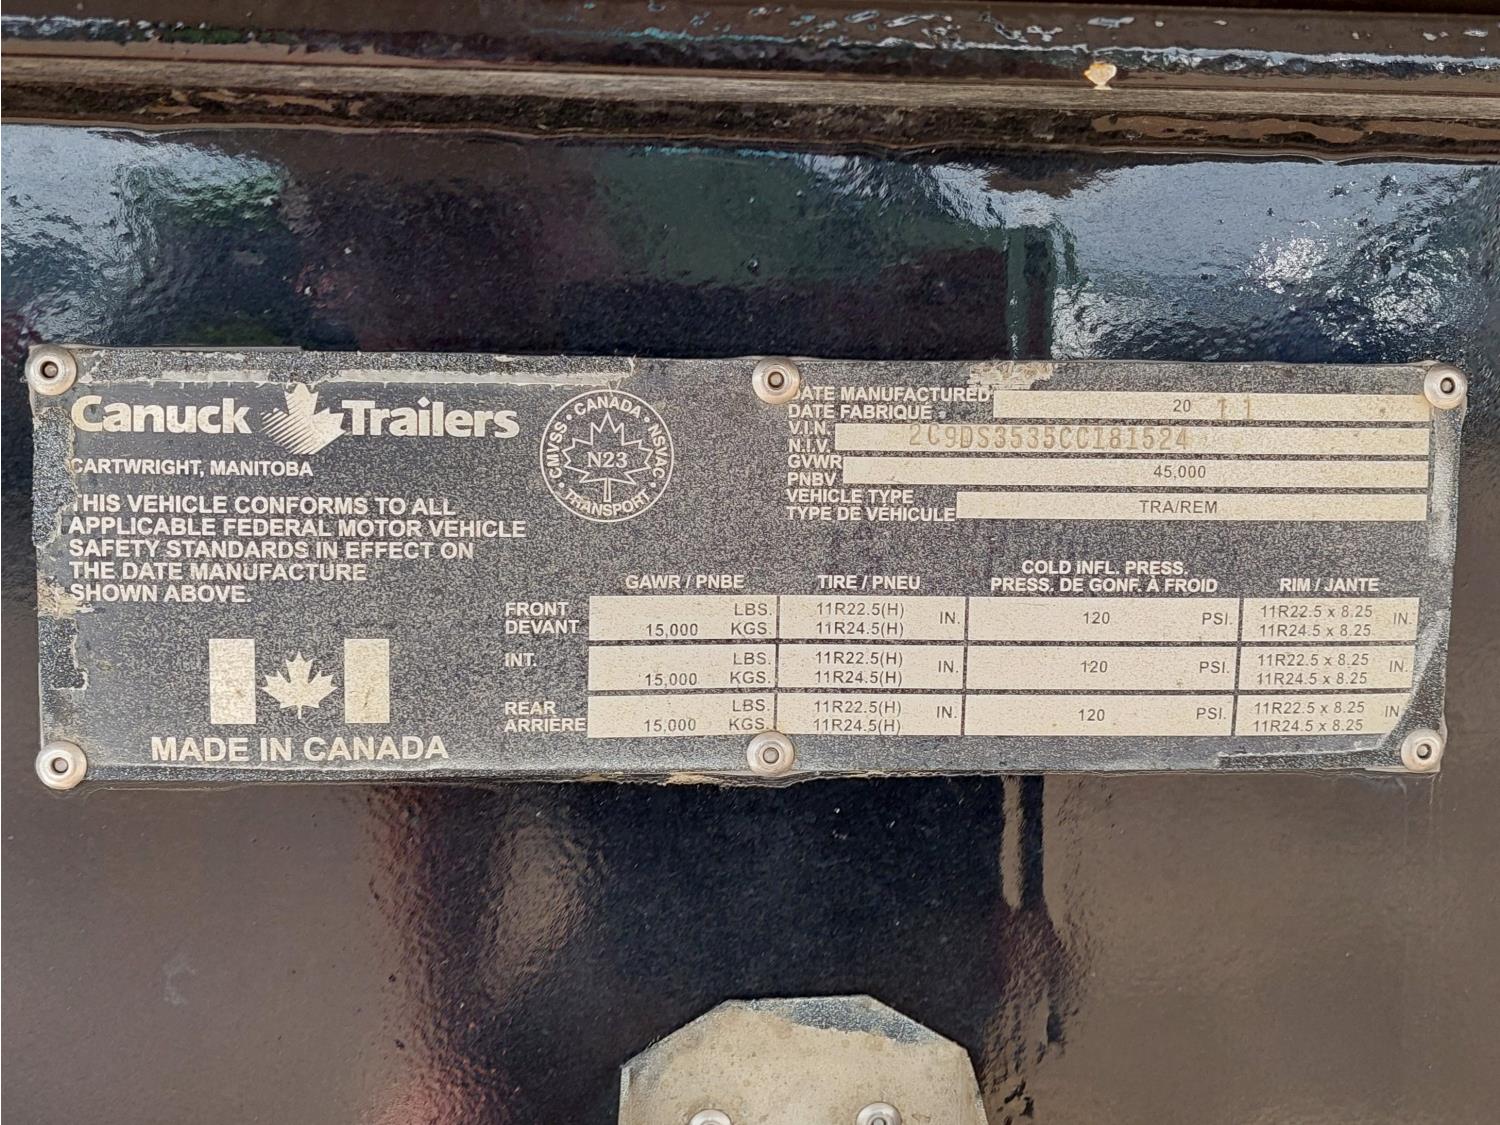 Canuck Trailers
CARTWRIGHT, MANITOBA
THIS VEHICLE CONFORMS TO ALL
APPLICABLE FEDERAL MOTOR VEHICLE
SAFETY STANDARDS IN EFFECT ON
THE DATE MANUFACTURE
SHOWN ABOVE.
MADE IN CANADA
CANADA • NSVAC • TRANSPORT • CMVSS •
N23
DATE MANUFACTURED
DATE FABRIQUÉ 20 11
V.I.N.
N.I.V. 2C9DS3535CC181524
GVWR
PNBV 45,000
VEHICLE TYPE
TYPE DE VÉHICULE TRA/REM
GAWR / PNBE TIRE / PNEU COLD INFL. PRESS.
PRESS. DE GONF. À FROID RIM / JANTE
FRONT LBS. 11R22.5(H) IN. 120 PSI. 11R22.5 x 8.25 IN.
DEVANT 15,000 KGS. 11R24.5(H) 11R24.5 x 8.25
INT. LBS. 11R22.5(H) IN. 120 PSI. 11R22.5 x 8.25 IN.
15,000 KGS. 11R24.5(H) 11R24.5 x 8.25
REAR LBS. 11R22.5(H) IN. 120 PSI. 11R22.5 x 8.25 IN
ARRIÈRE 15,000 KGS. 11R24.5(H) 11R24.5 x 8.25